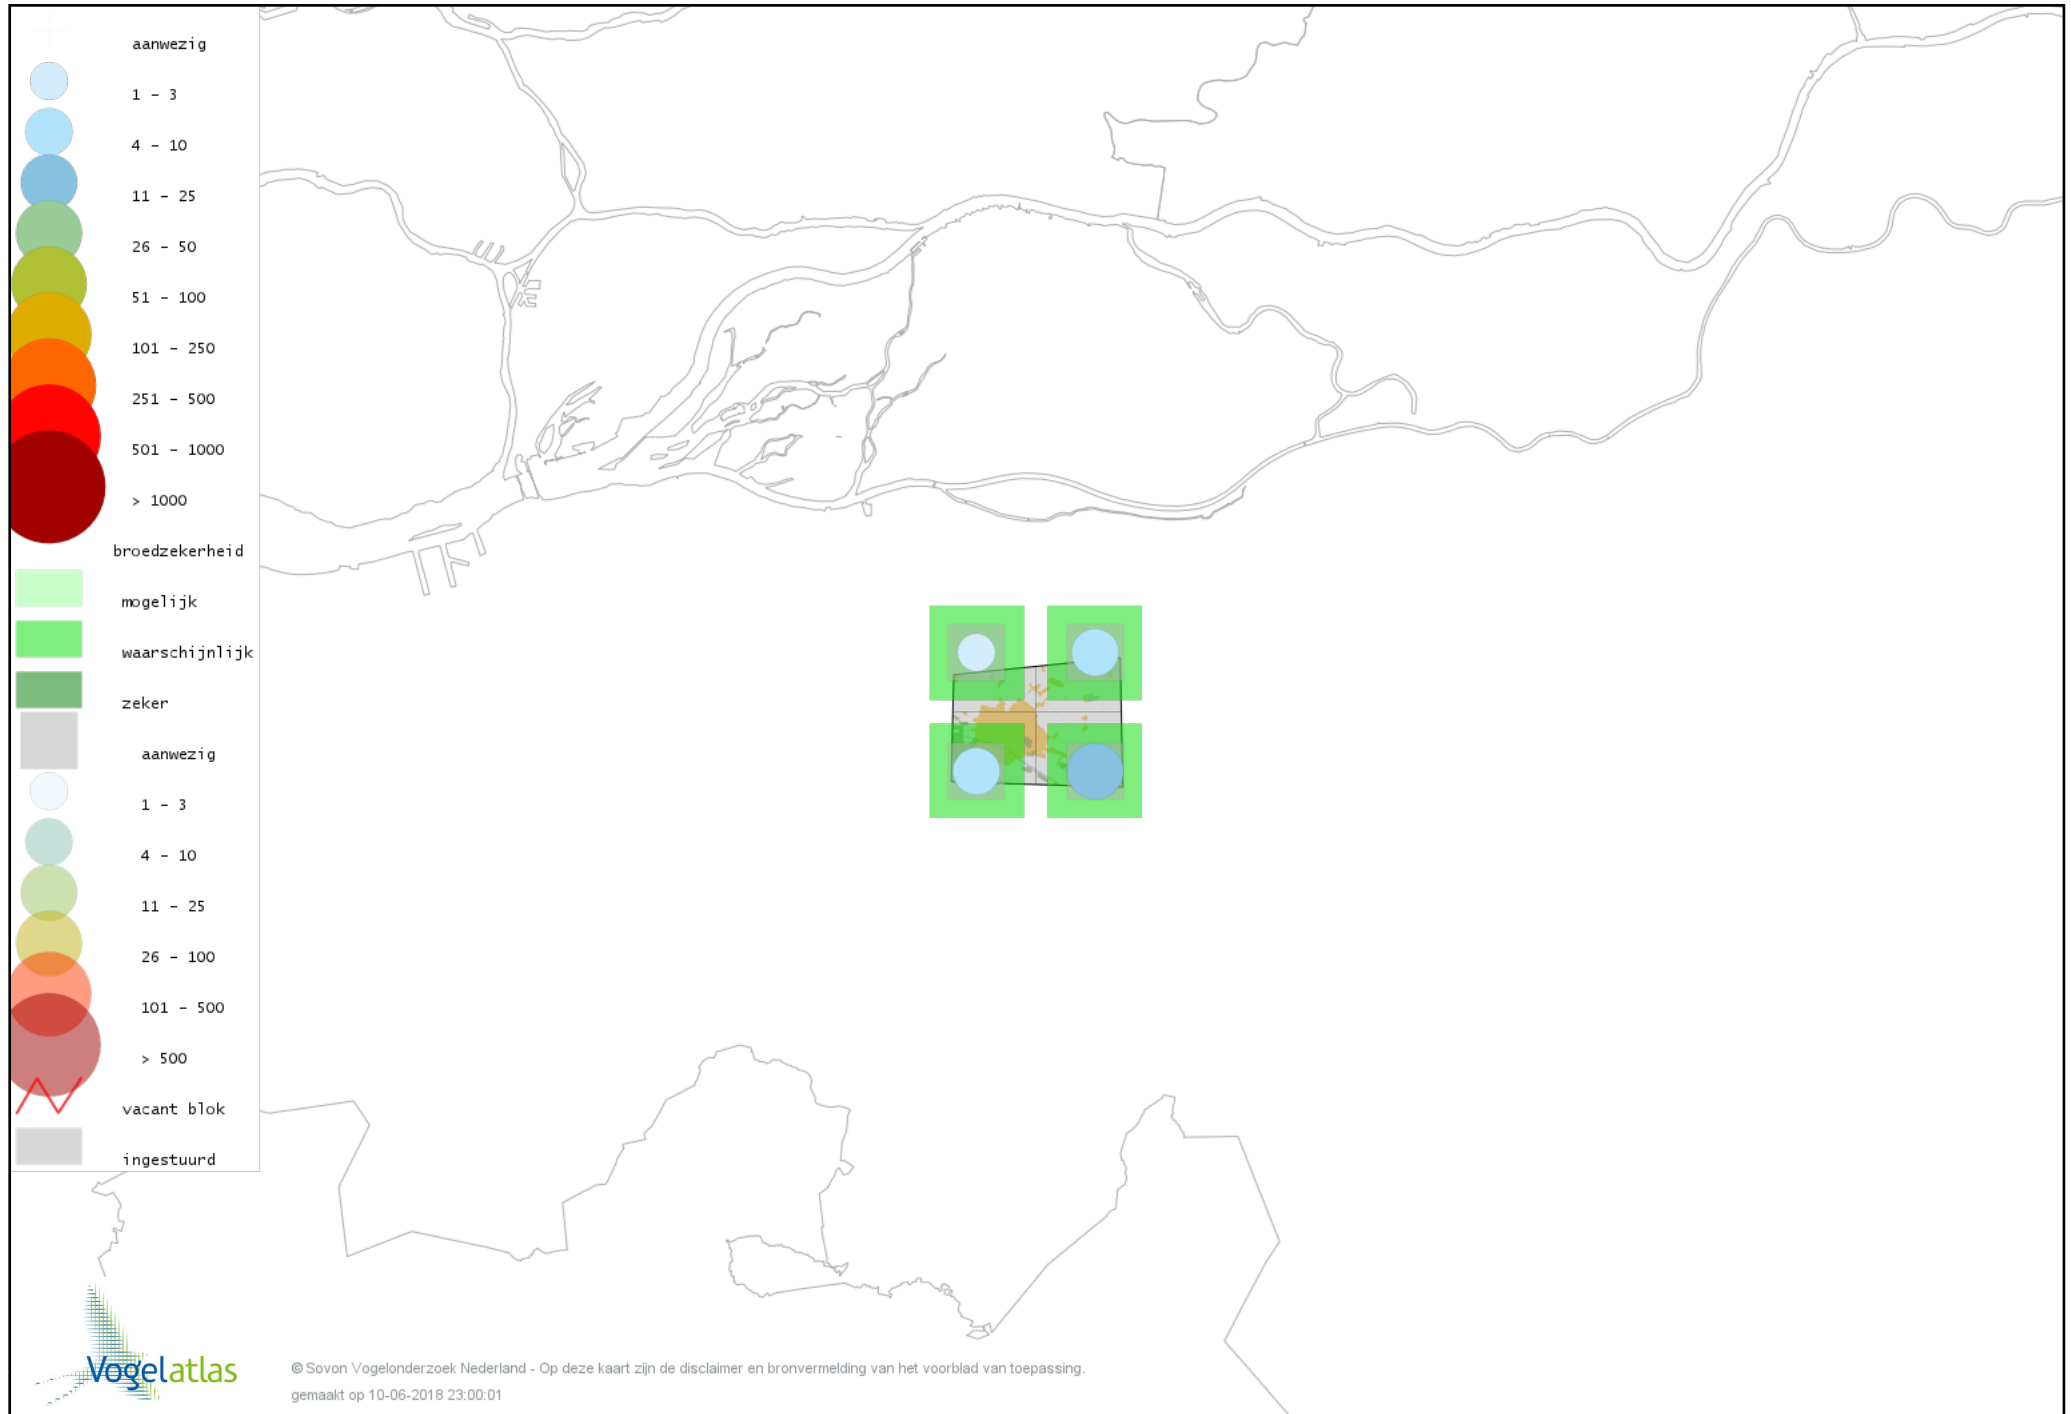 aanwezig
1 - 3
4 - 10
11 - 25
26 - 50
51 - 100
101 - 250
251 - 500
501 - 1000
> 1000
broedzekerheid
mogelijk
waarschijnlijk
zeker
aanwezig
1 - 3
4 - 10
11 - 25
26 - 100
101 - 500
> 500
vacant blok
ingestuurd
Vogelatlas
© Sovon Vogelonderzoek Nederland - Op deze kaart zijn de disclaimer en bronvermelding van het voorblad van toepassing.
gemaakt op 10-06-2018 23:00:01